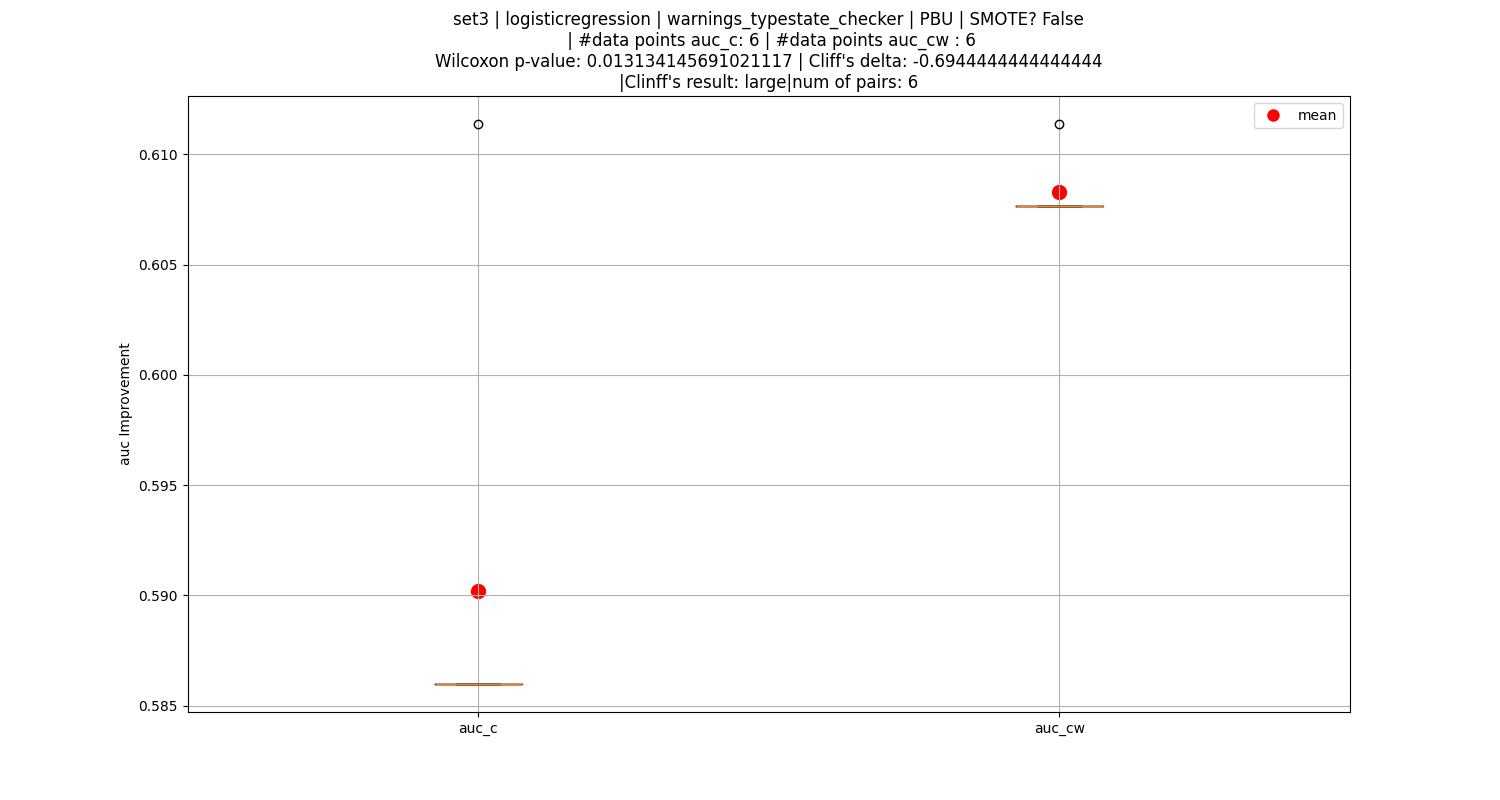 set3 | logisticregression | warnings_typestate_checker | PBU | SMOTE? False
| #data points auc_c: 6 | #data points auc_cw : 6
Wilcoxon p-value: 0.013134145691021117 | Cliff's delta: -0.6944444444444444
|Clinff's result: large|num of pairs: 6
mean
0.610
0.605
0.600
0.595
0.590
0.585
auc Improvement
auc_c
auc_cw